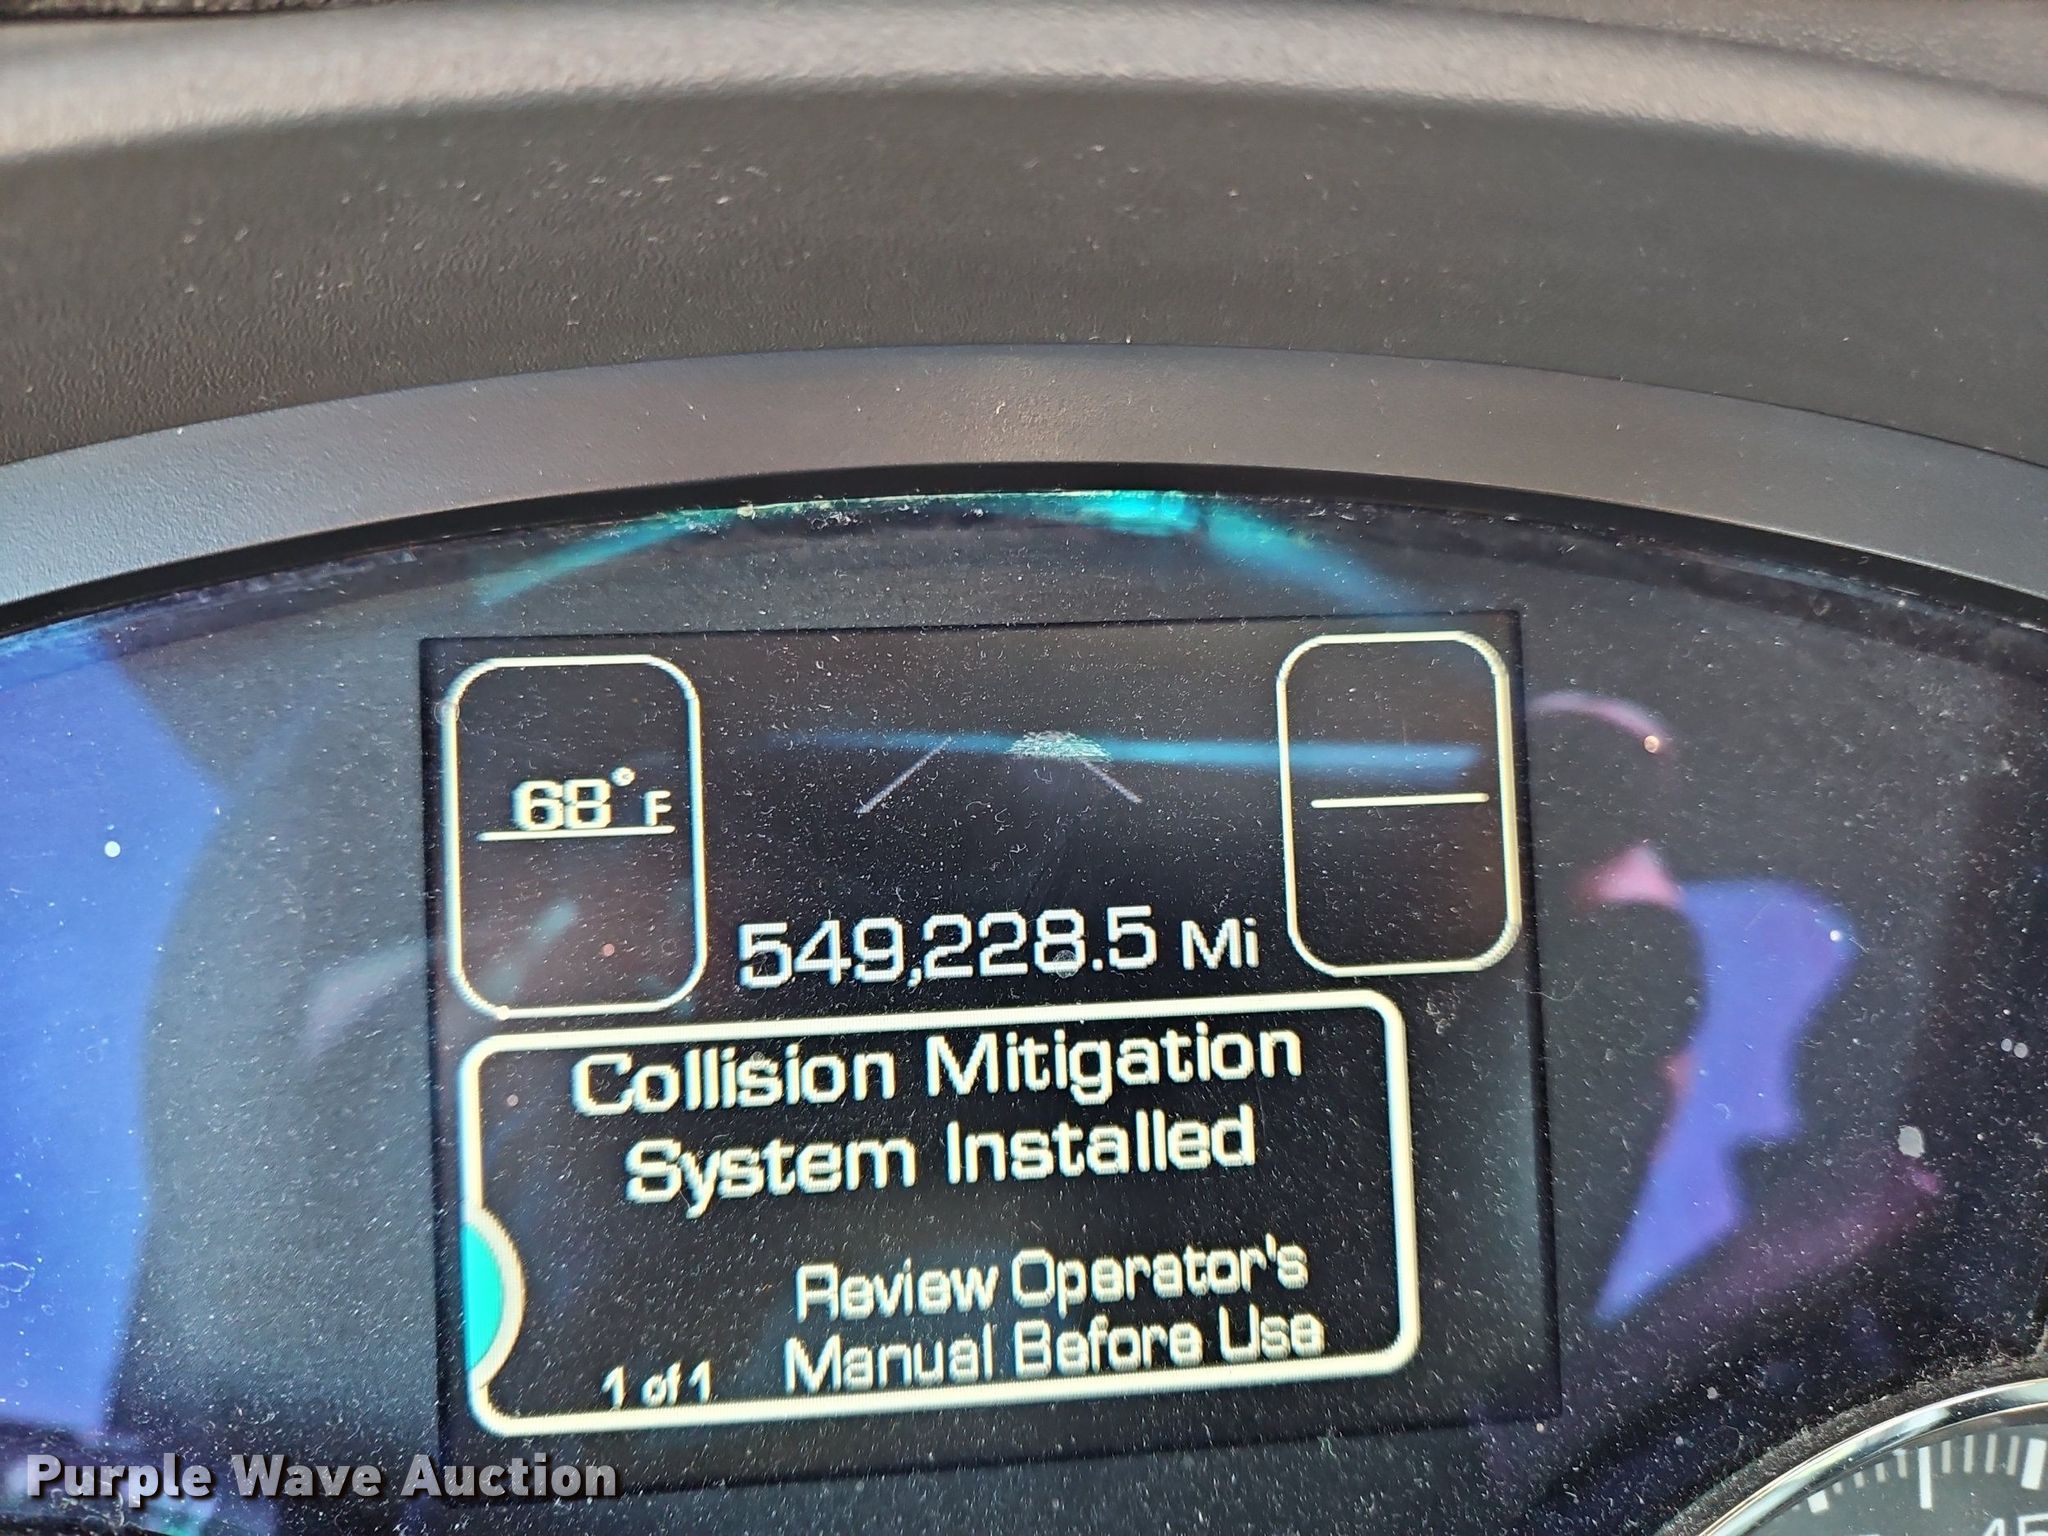 68° F
549,228.5 Mi
Collision Mitigation
System Installed
Review Operator's
1 of 1 Manual Before Use
Purple Wave Auction
45